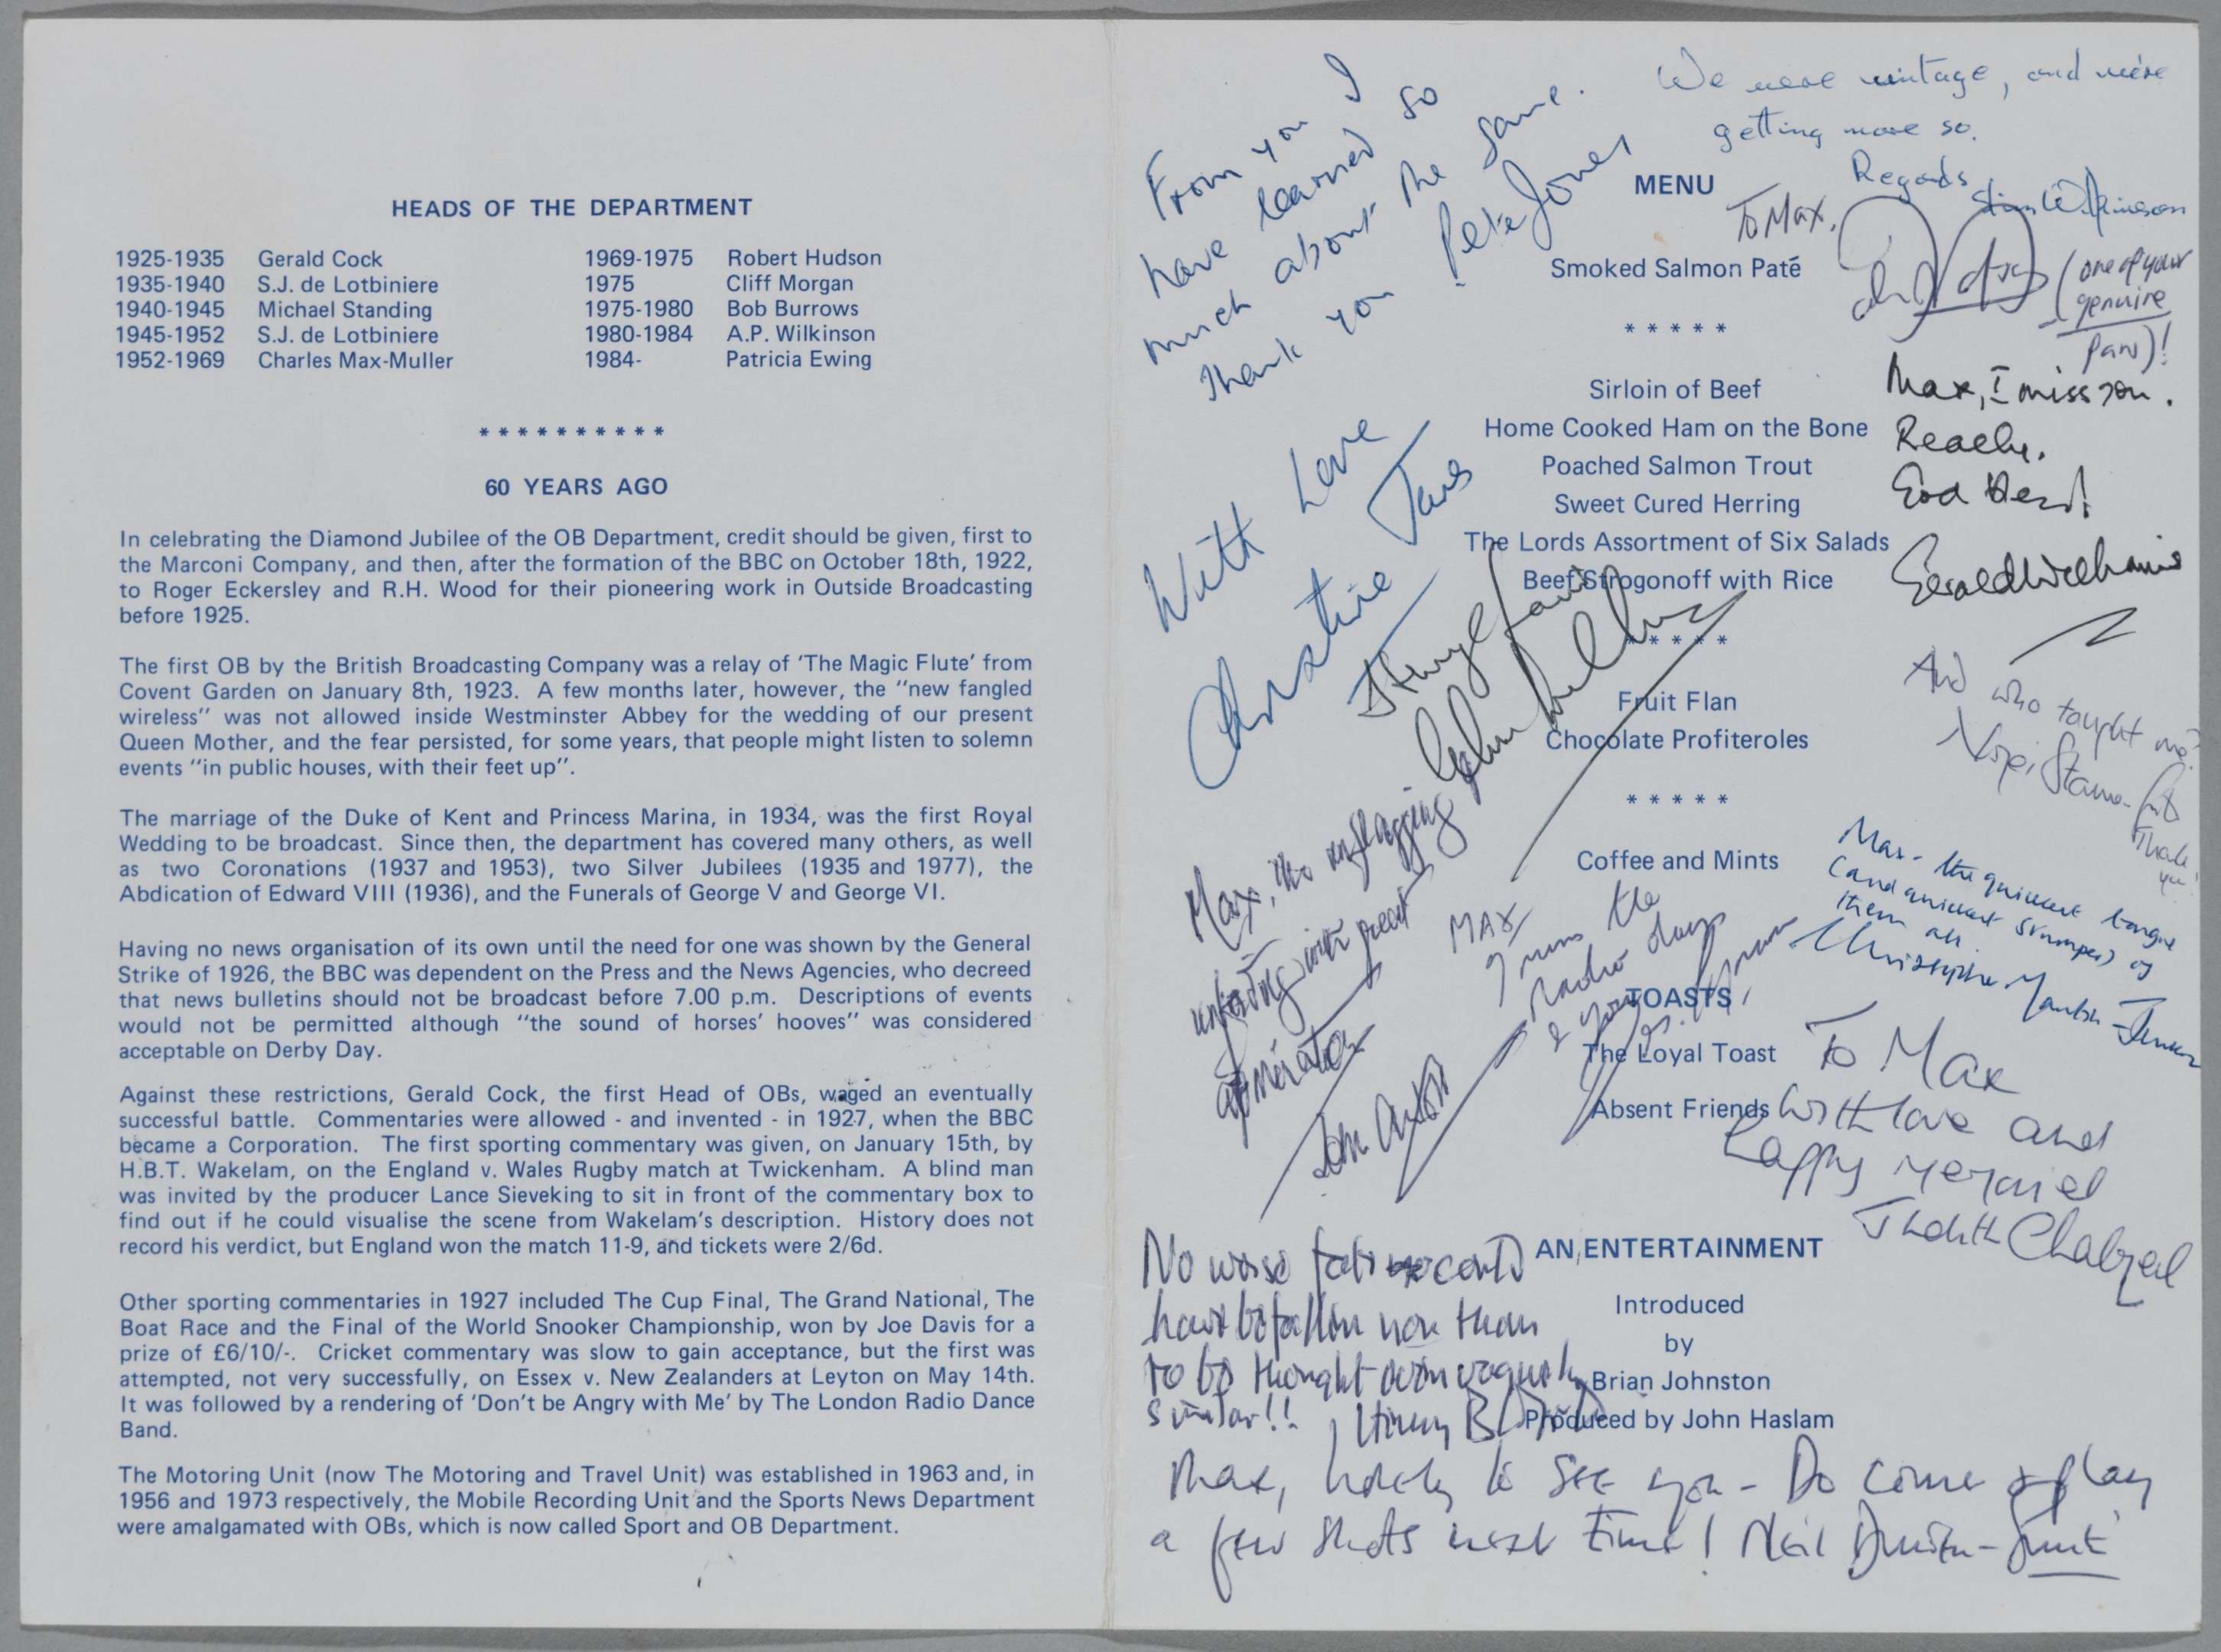 HEADS OF THE DEPARTMENT
1925-1935 Gerald Cock 1969-1975 Robert Hudson
1935-1940 S.J. de Lotbiniere 1975 Cliff Morgan
1940-1945 Michael Standing 1975-1980 Bob Burrows
1945-1952 S.J. de Lotbiniere 1980-1984 A.P. Wilkinson
1952-1969 Charles Max-Muller 1984- Patricia Ewing
* * * * * * * * * *
60 YEARS AGO
In celebrating the Diamond Jubilee of the OB Department, credit should be given, first to
the Marconi Company, and then, after the formation of the BBC on October 18th, 1922,
to Roger Eckersley and R.H. Wood for their pioneering work in Outside Broadcasting
before 1925.
The first OB by the British Broadcasting Company was a relay of 'The Magic Flute' from
Covent Garden on January 8th, 1923. A few months later, however, the "new fangled
wireless" was not allowed inside Westminster Abbey for the wedding of our present
Queen Mother, and the fear persisted, for some years, that people might listen to solemn
events "in public houses, with their feet up".
The marriage of the Duke of Kent and Princess Marina, in 1934, was the first Royal
Wedding to be broadcast. Since then, the department has covered many others, as well
as two Coronations (1937 and 1953), two Silver Jubilees (1935 and 1977), the
Abdication of Edward VIII (1936), and the Funerals of George V and George VI.
Having no news organisation of its own until the need for one was shown by the General
Strike of 1926, the BBC was dependent on the Press and the News Agencies, who decreed
that news bulletins should not be broadcast before 7.00 p.m. Descriptions of events
would not be permitted although "the sound of horses' hooves" was considered
acceptable on Derby Day.
Against these restrictions, Gerald Cock, the first Head of OBs, waged an eventually
successful battle. Commentaries were allowed - and invented - in 1927, when the BBC
became a Corporation. The first sporting commentary was given, on January 15th, by
H.B.T. Wakelam, on the England v. Wales Rugby match at Twickenham. A blind man
was invited by the producer Lance Sieveking to sit in front of the commentary box to
find out if he could visualise the scene from Wakelam's description. History does not
record his verdict, but England won the match 11-9, and tickets were 2/6d.
Other sporting commentaries in 1927 included The Cup Final, The Grand National, The
Boat Race and the Final of the World Snooker Championship, won by Joe Davis for a
prize of £6/10/-. Cricket commentary was slow to gain acceptance, but the first was
attempted, not very successfully, on Essex v. New Zealanders at Leyton on May 14th.
It was followed by a rendering of 'Don't be Angry with Me' by The London Radio Dance
Band.
The Motoring Unit (now The Motoring and Travel Unit) was established in 1963 and, in
1956 and 1973 respectively, the Mobile Recording Unit and the Sports News Department
were amalgamated with OBs, which is now called Sport and OB Department.
From you I
have learned so
much about the same.
Thank you! Peter Jones
We were vintage, and we're
getting more so.
Regards
Wilkinson
MENU
To Max,
(one of your
genuine
fans)!
Smoked Salmon Paté
* * * * *
Sirloin of Beef
Home Cooked Ham on the Bone
Poached Salmon Trout
Sweet Cured Herring
The Lords Assortment of Six Salads
Beef Strogonoff with Rice
* * * * *
Fruit Flan
Chocolate Profiteroles
* * * * *
Coffee and Mints
Max, I miss you.
Really.
God bless!
Gerald Williams
With Love
Christine
And who taught me?
Nigel Starmer-Smith
Thank you!
Max, the unflagging
with great
Max - the quickest tongue
(and quickest stumper) of
them all.
Christopher Martin-Jenkins
MAX
I miss the
radio days
& you
TOASTS
The Loyal Toast
Absent Friends
To Max
With love and
happy memories
Judith Chalmers
AN ENTERTAINMENT
Introduced
by
Brian Johnston
Produced by John Haslam
No worse fate could
have befallen you than
to be thought even vaguely
similar!! Henry B
Max, lovely to see you - Do come & play
a few shots next time! Neil Durden-Smith